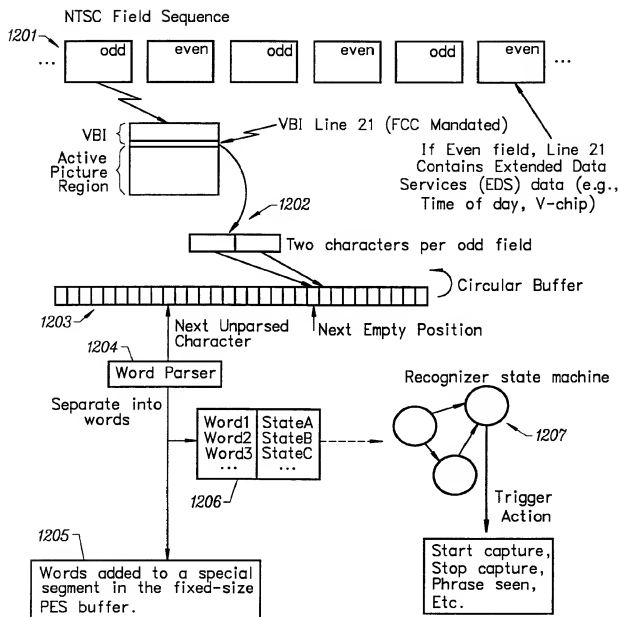 NTSC Field Sequence
1201
... odd even odd even odd even ...
VBI
VBI Line 21 (FCC Mandated)
Active
Picture
Region
If Even field, Line 21
Contains Extended Data
Services (EDS) data (e.g.,
Time of day, V-chip)
1202
Two characters per odd field
Circular Buffer
1203
Next Unparsed
Character
Next Empty Position
1204
Word Parser
Recognizer state machine
Separate into
words
Word1 StateA
Word2 StateB
Word3 StateC
... ...
1206
1207
Trigger
Action
1205
Words added to a special
segment in the fixed-size
PES buffer.
Start capture,
Stop capture,
Phrase seen,
Etc.